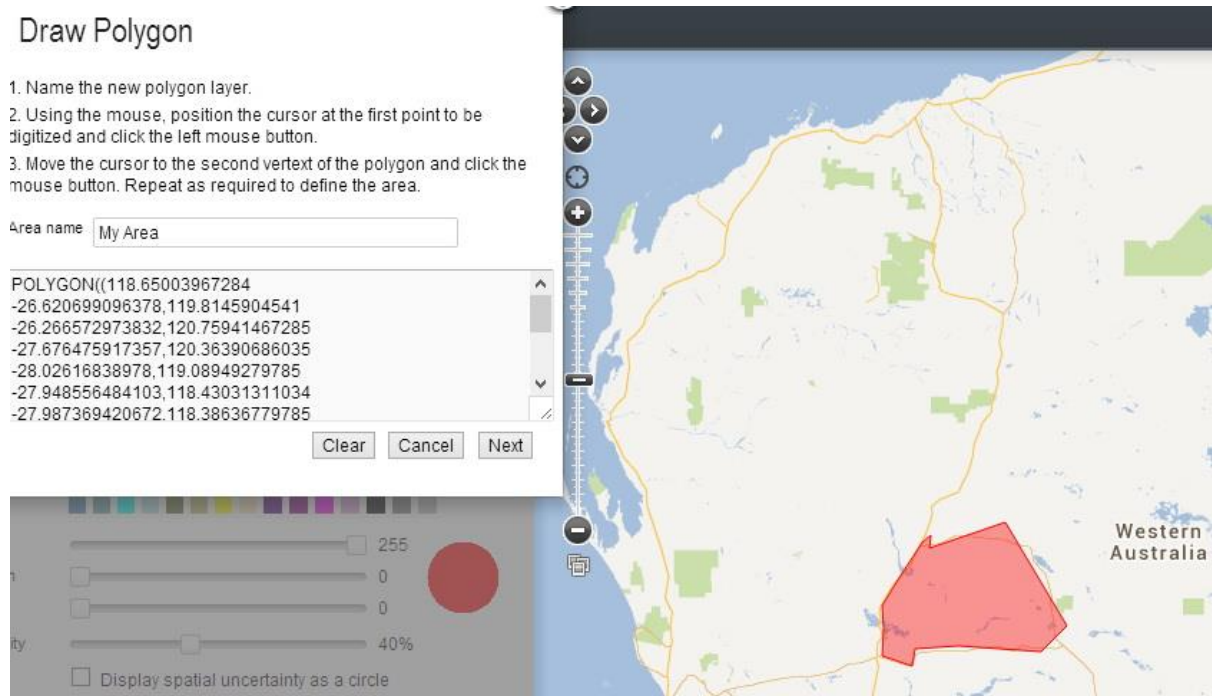 Draw Polygon
1. Name the new polygon layer.
2. Using the mouse, position the cursor at the first point to be
digitized and click the left mouse button.
3. Move the cursor to the second vertext of the polygon and click the
mouse button. Repeat as required to define the area.
Area name My Area
POLYGON((118.65003967284
-26.620699096378,119.8145904541
-26.266572973832,120.75941467285
-27.676475917357,120.36390686035
-28.02616838978,119.08949279785
-27.948556484103,118.43031311034
-27.987369420672,118.38636779785
Clear Cancel Next
255
0
0
40%
Display spatial uncertainty as a circle
Western
Australia